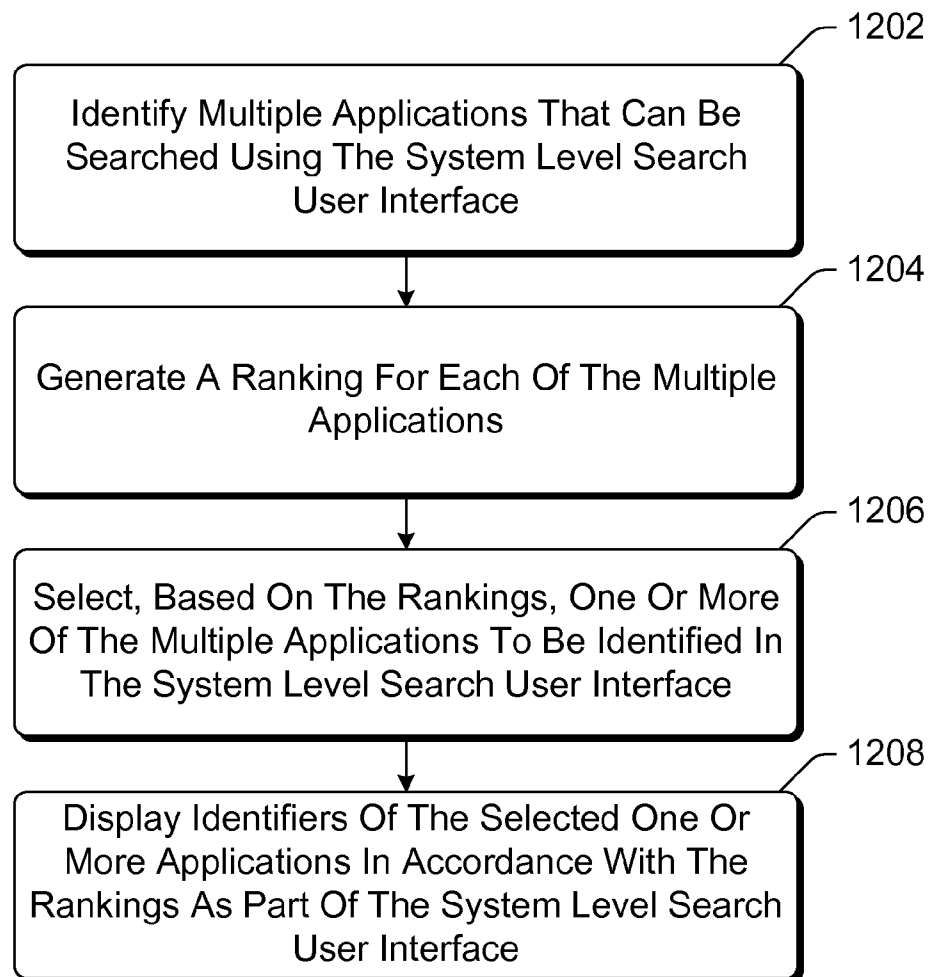 1202
Identify Multiple Applications That Can Be
Searched Using The System Level Search
User Interface
1204
Generate A Ranking For Each Of The Multiple
Applications
1206
Select, Based On The Rankings, One Or More
Of The Multiple Applications To Be Identified In
The System Level Search User Interface
1208
Display Identifiers Of The Selected One Or
More Applications In Accordance With The
Rankings As Part Of The System Level Search
User Interface